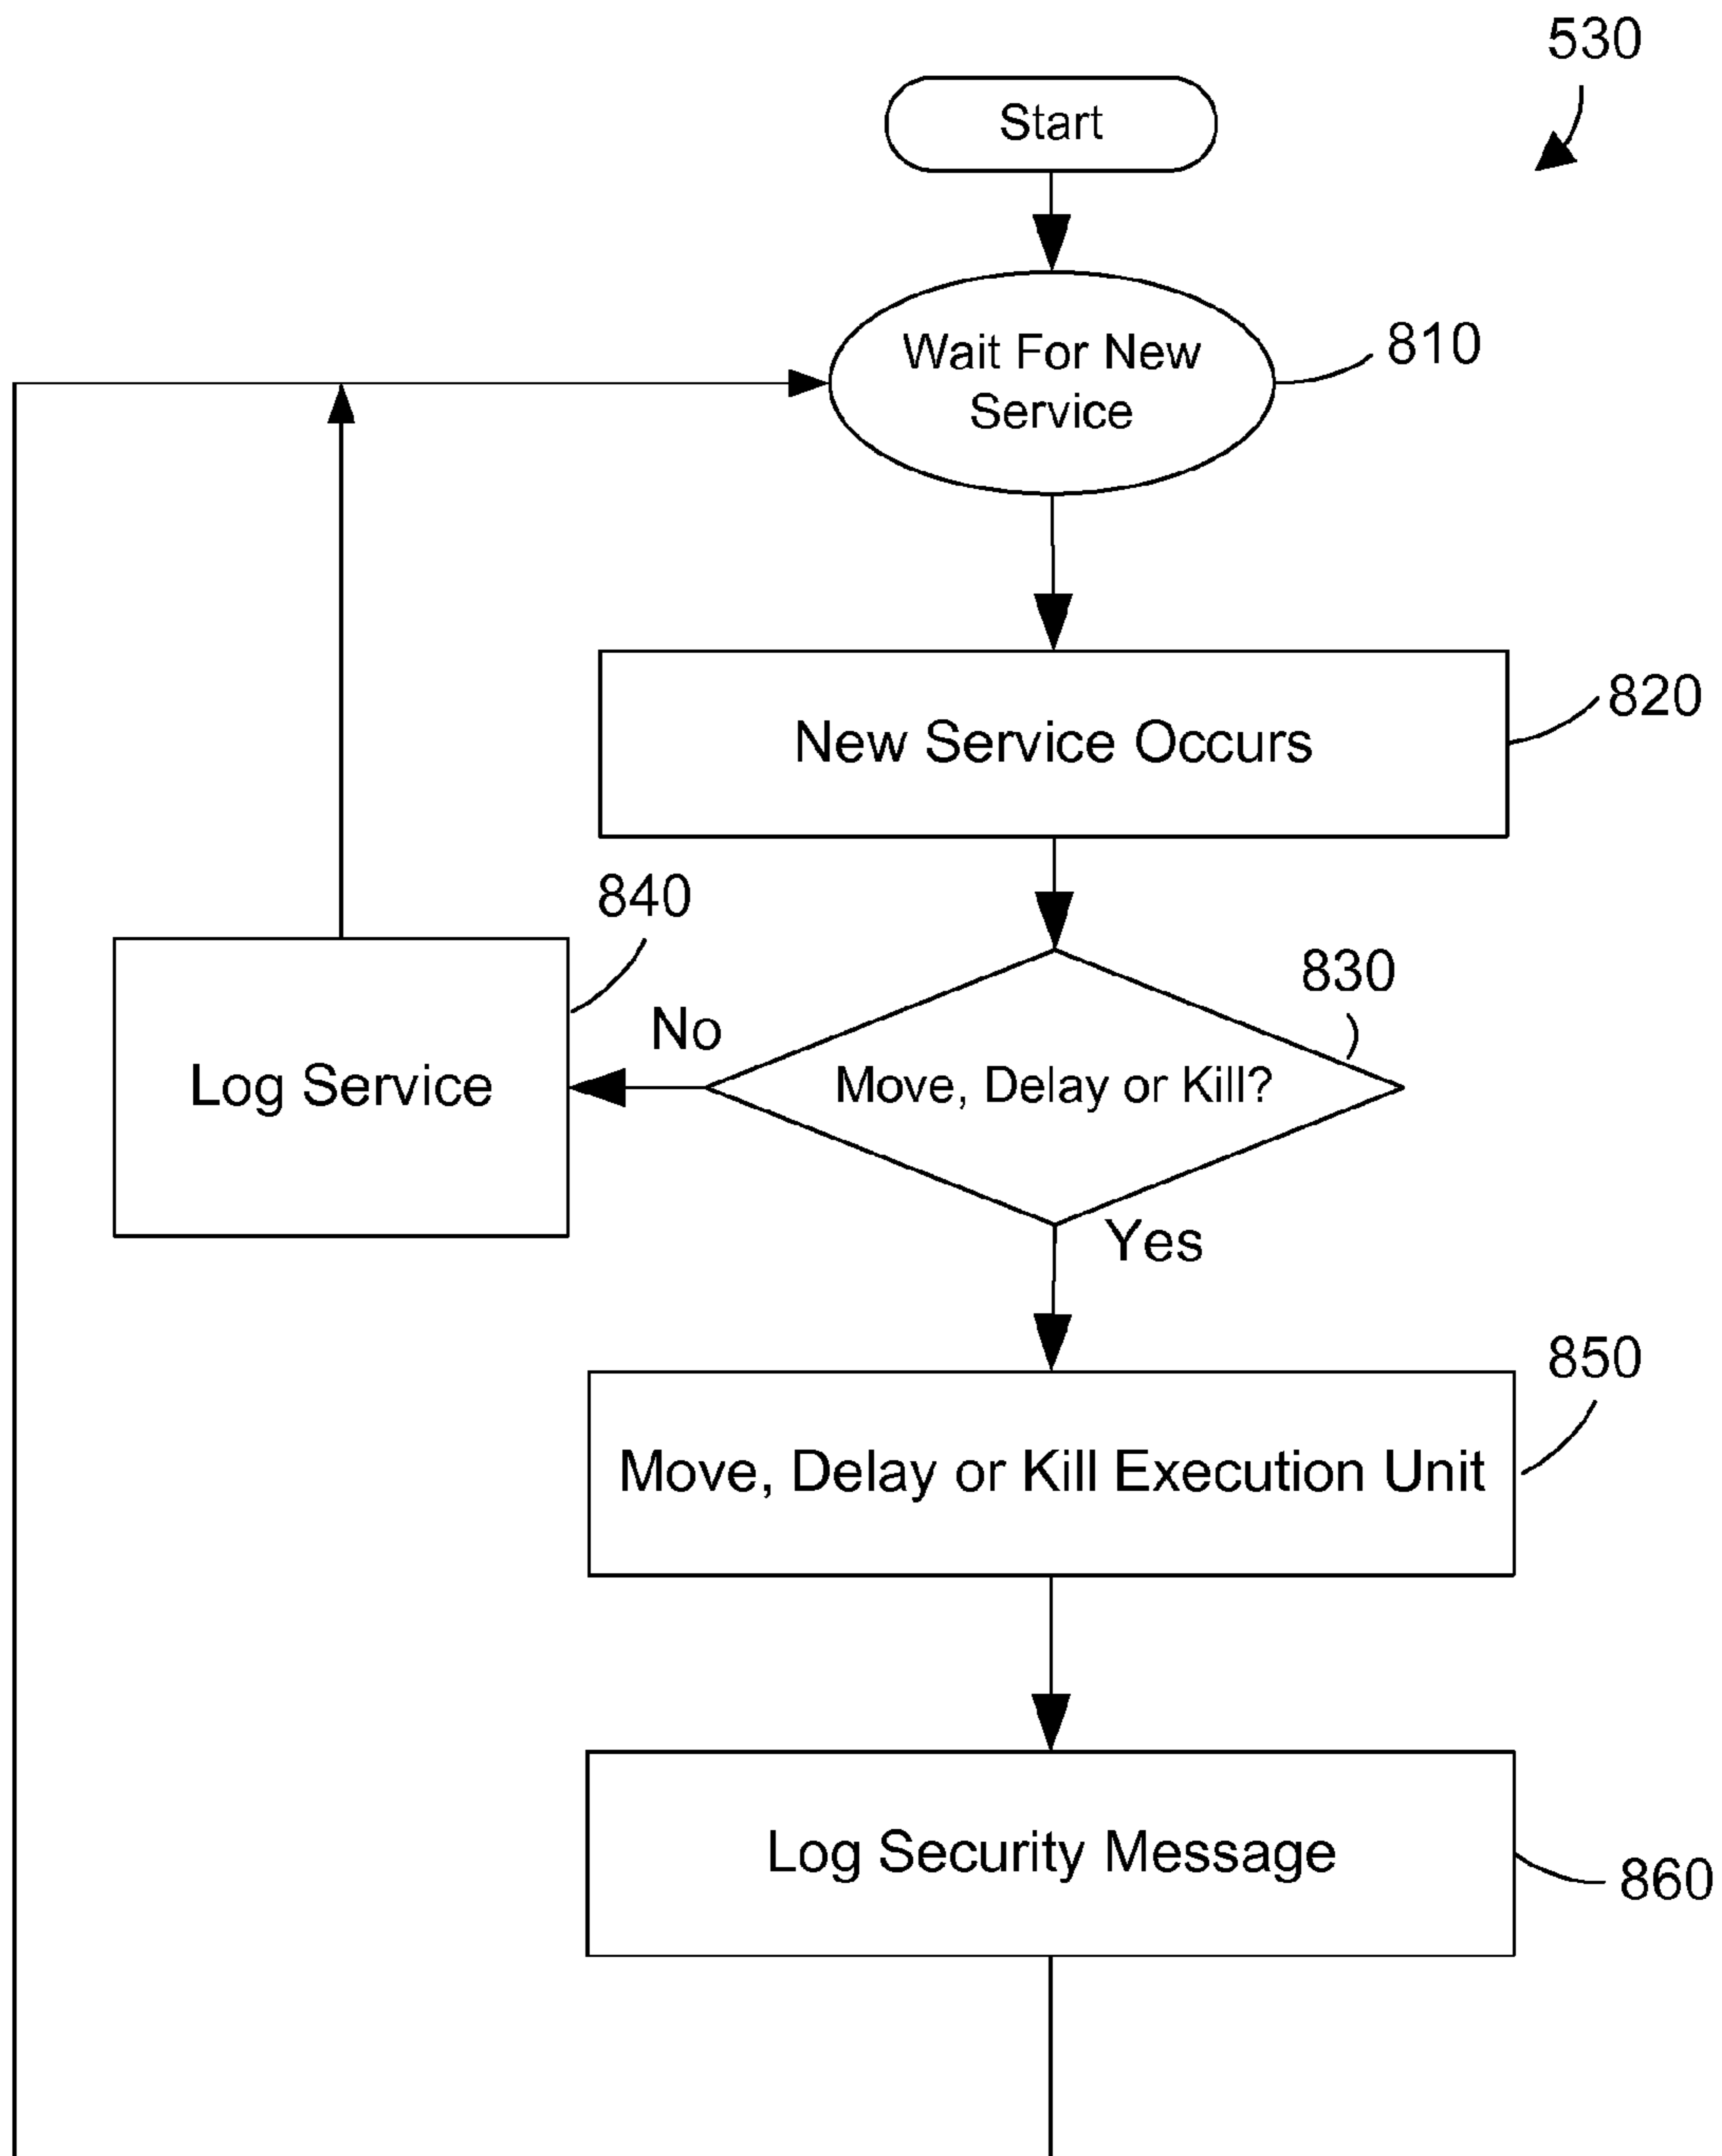 530
Start
Wait For New
Service
810
New Service Occurs
820
840
830
No
Log Service
Move, Delay or Kill?
Yes
850
Move, Delay or Kill Execution Unit
Log Security Message
860